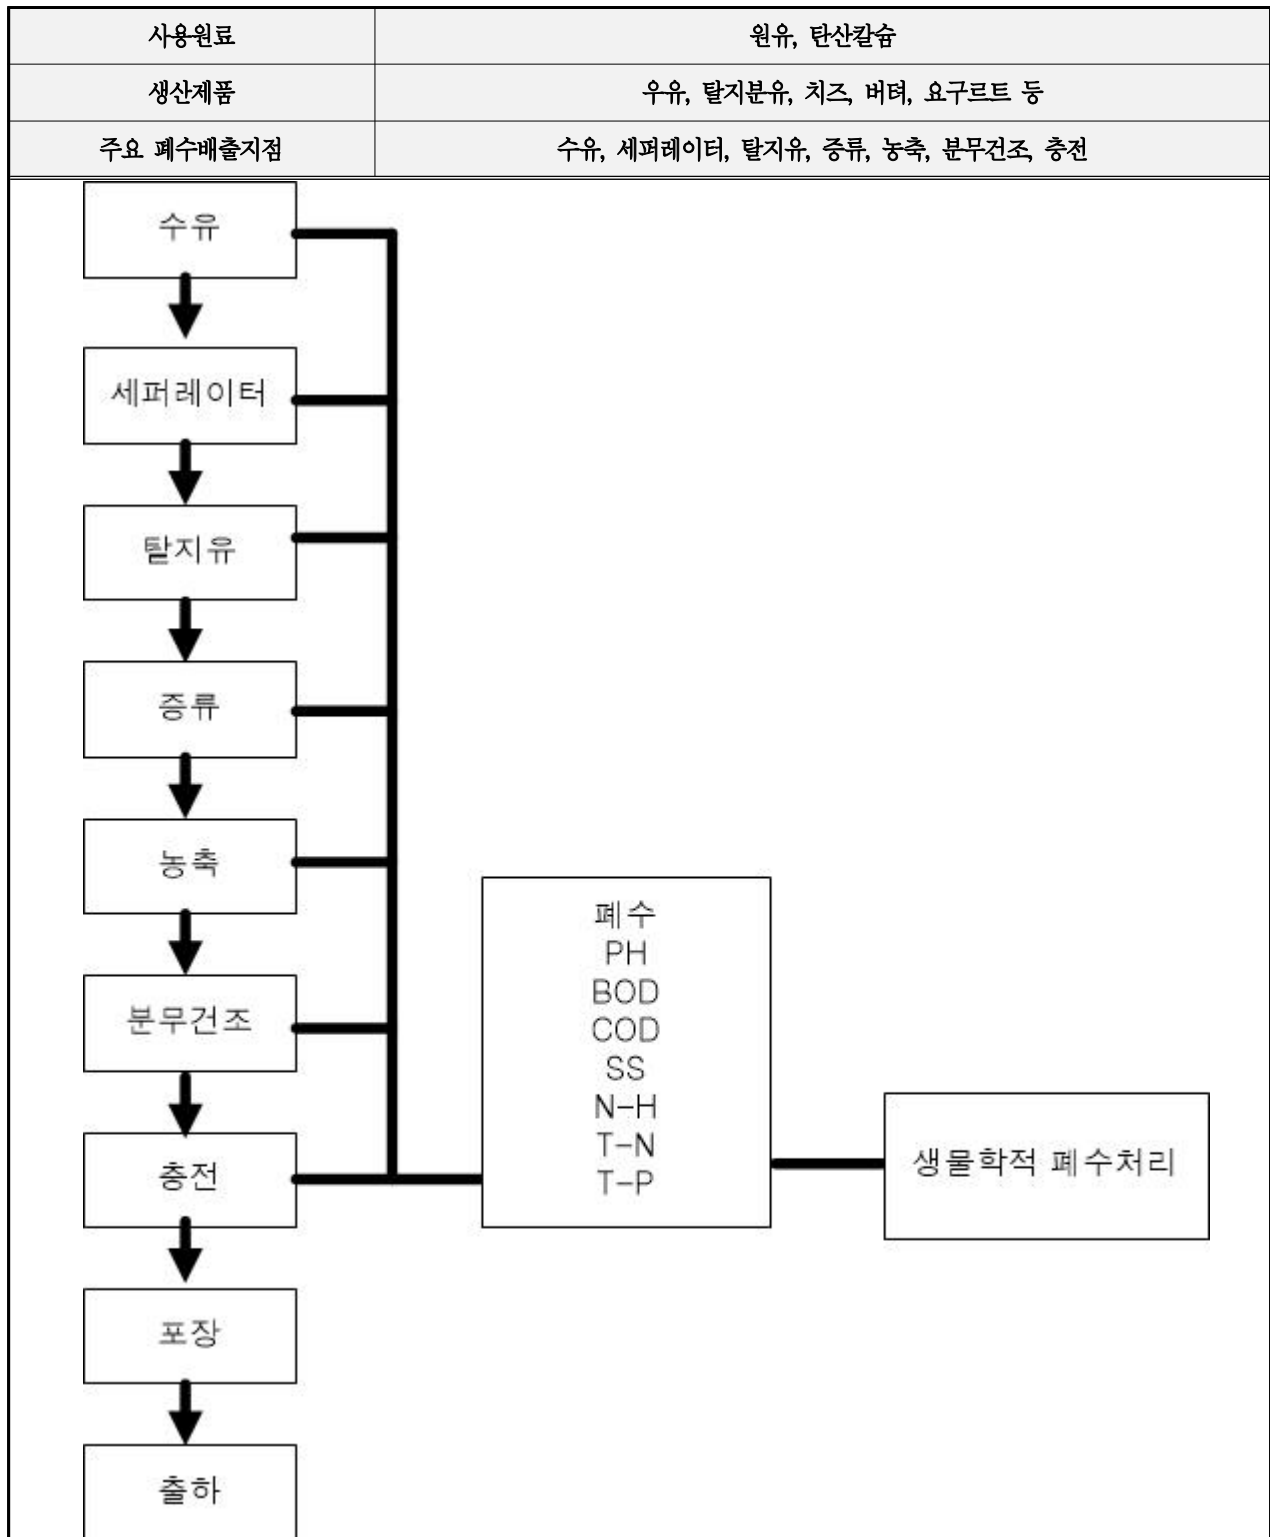 사용원료 원유, 탄산칼슘
생산제품 우유, 탈지분유, 치즈, 버터, 요구르트 등
주요 폐수배출지점 수유, 세퍼레이터, 탈지유, 증류, 농축, 분무건조, 충전
수유
세퍼레이터
탈지유
증류
농축
분무건조
충전
포장
출하
폐수
PH
BOD
COD
SS
N-H
T-N
T-P
생물학적 폐수처리